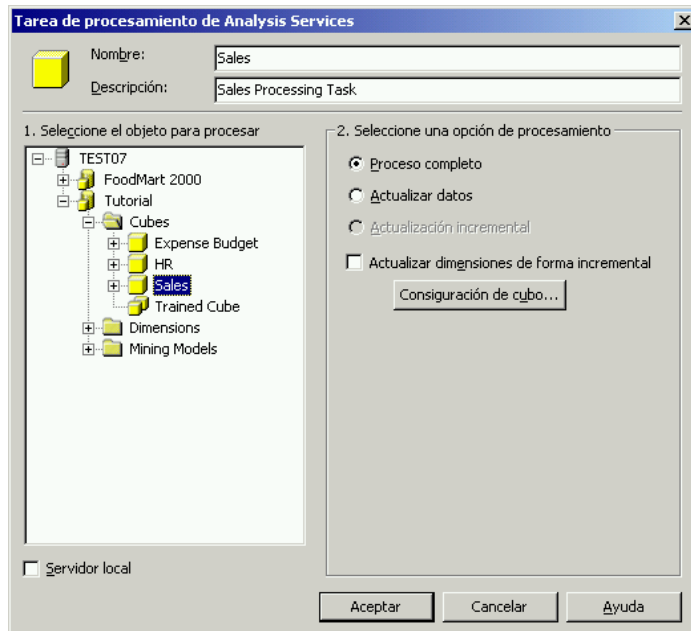 Tarea de procesamiento de Analysis Services
Nombre:
Sales
Descripción:
Sales Processing Task
1. Seleccione el objeto para procesar
TEST07
FoodMart 2000
Tutorial
Cubes
Expense Budget
HR
Sales
Trained Cube
Dimensions
Mining Models
Servidor local
2. Seleccione una opción de procesamiento
Proceso completo
Actualizar datos
Actualización incremental
Actualizar dimensiones de forma incremental
Consiguración de cubo...
Aceptar
Cancelar
Ayuda